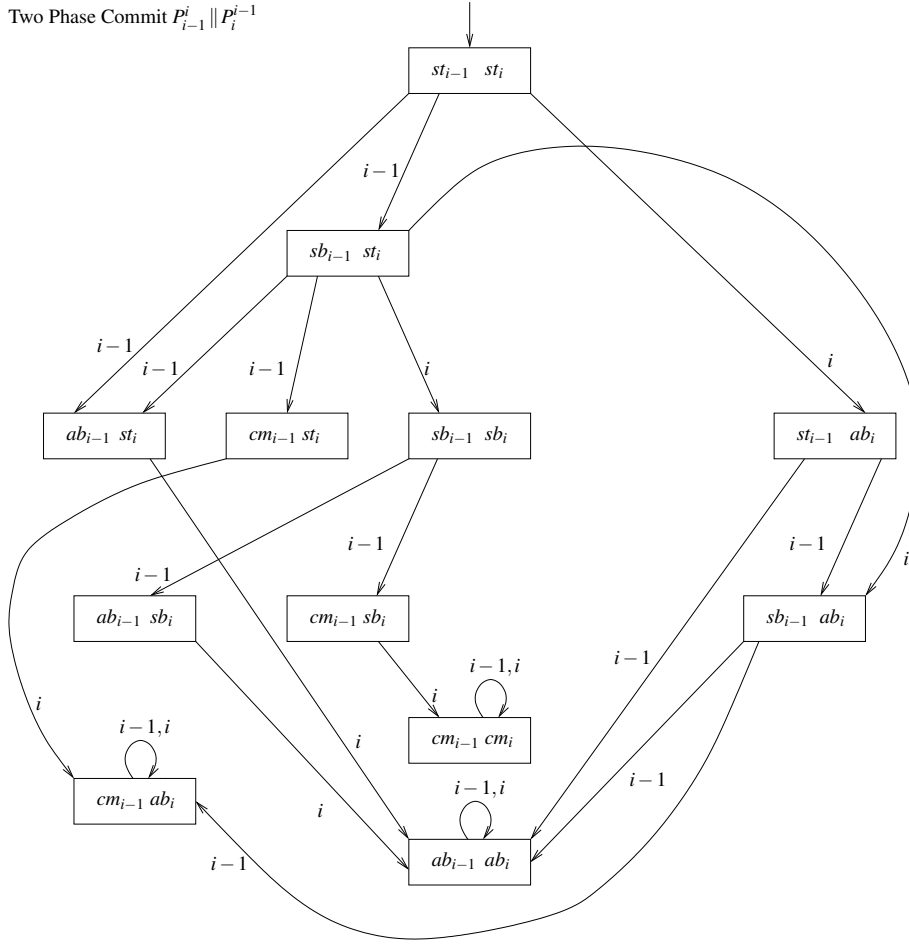 Two Phase Commit $P_{i-1}^{i} \| P_{i}^{i-1}$
$st_{i-1}$ $st_i$
$i-1$
$sb_{i-1}$ $st_i$
$i-1$
$i-1$
$i-1$
$i$
$i$
$ab_{i-1}$ $st_i$
$cm_{i-1}$ $st_i$
$sb_{i-1}$ $sb_i$
$st_{i-1}$ $ab_i$
$i-1$
$i-1$
$i$
$i-1$
$ab_{i-1}$ $sb_i$
$cm_{i-1}$ $sb_i$
$sb_{i-1}$ $ab_i$
$i-1$
$i-1, i$
$i$
$i$
$i-1, i$
$i$
$cm_{i-1}$ $cm_i$
$i-1$
$cm_{i-1}$ $ab_i$
$i-1, i$
$i$
$ab_{i-1}$ $ab_i$
$i-1$